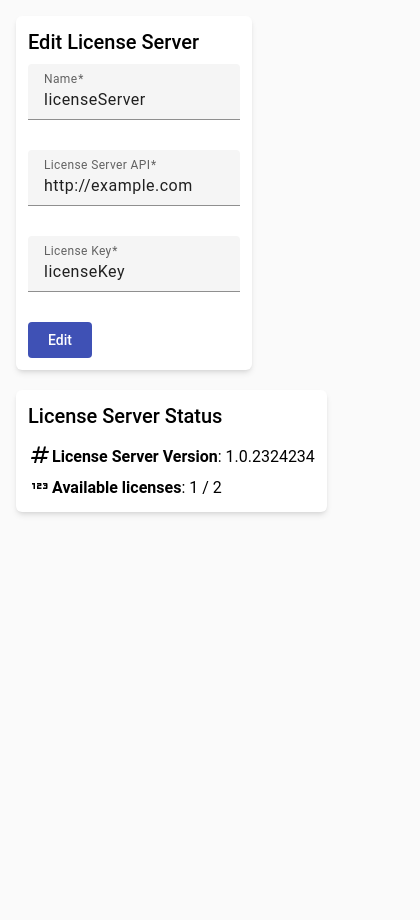 Edit License Server
Name*
licenseServer
License Server API*
http://example.com
License Key*
licenseKey
Edit
License Server Status
License Server Version: 1.0.2324234
123 Available licenses: 1 / 2